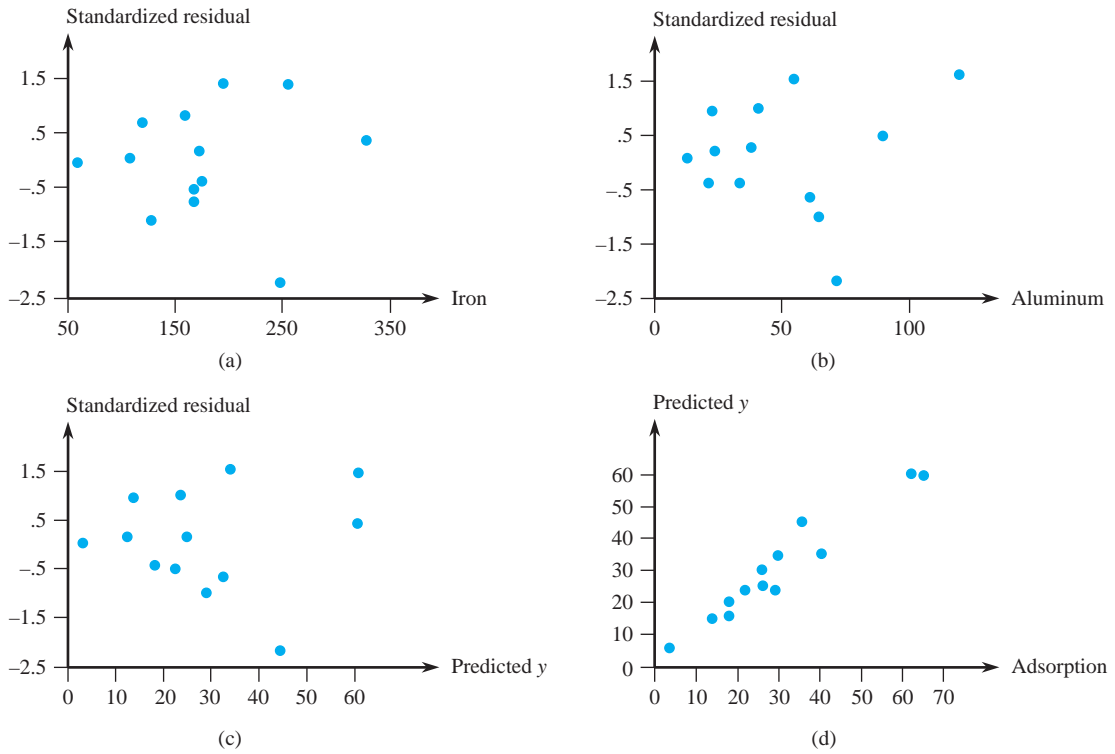 Standardized residual
1.5
.5
–.5
–1.5
–2.5
50 150 250 350
Iron
(a)
Standardized residual
1.5
.5
–.5
–1.5
–2.5
0 50 100
Aluminum
(b)
Standardized residual
1.5
.5
–.5
–1.5
–2.5
0 10 20 30 40 50 60
Predicted y
(c)
Predicted y
60
50
40
30
20
10
0
0 10 20 30 40 50 60 70
Adsorption
(d)